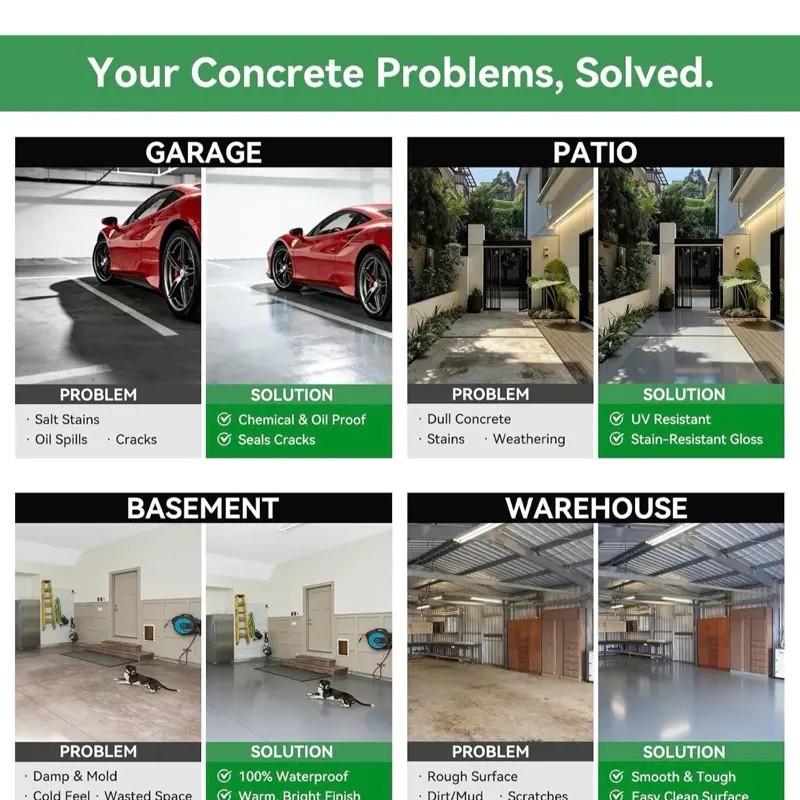 Your Concrete Problems, Solved.
GARAGE
PROBLEM
· Salt Stains
· Oil Spills · Cracks
SOLUTION
Chemical & Oil Proof
Seals Cracks
PATIO
PROBLEM
· Dull Concrete
· Stains · Weathering
SOLUTION
UV Resistant
Stain-Resistant Gloss
BASEMENT
PROBLEM
· Damp & Mold
· Cold Feel · Wasted Space
SOLUTION
100% Waterproof
Warm, Bright Finish
WAREHOUSE
PROBLEM
· Rough Surface
· Dirt/Mud · Scratches
SOLUTION
Smooth & Tough
Easy Clean Surface